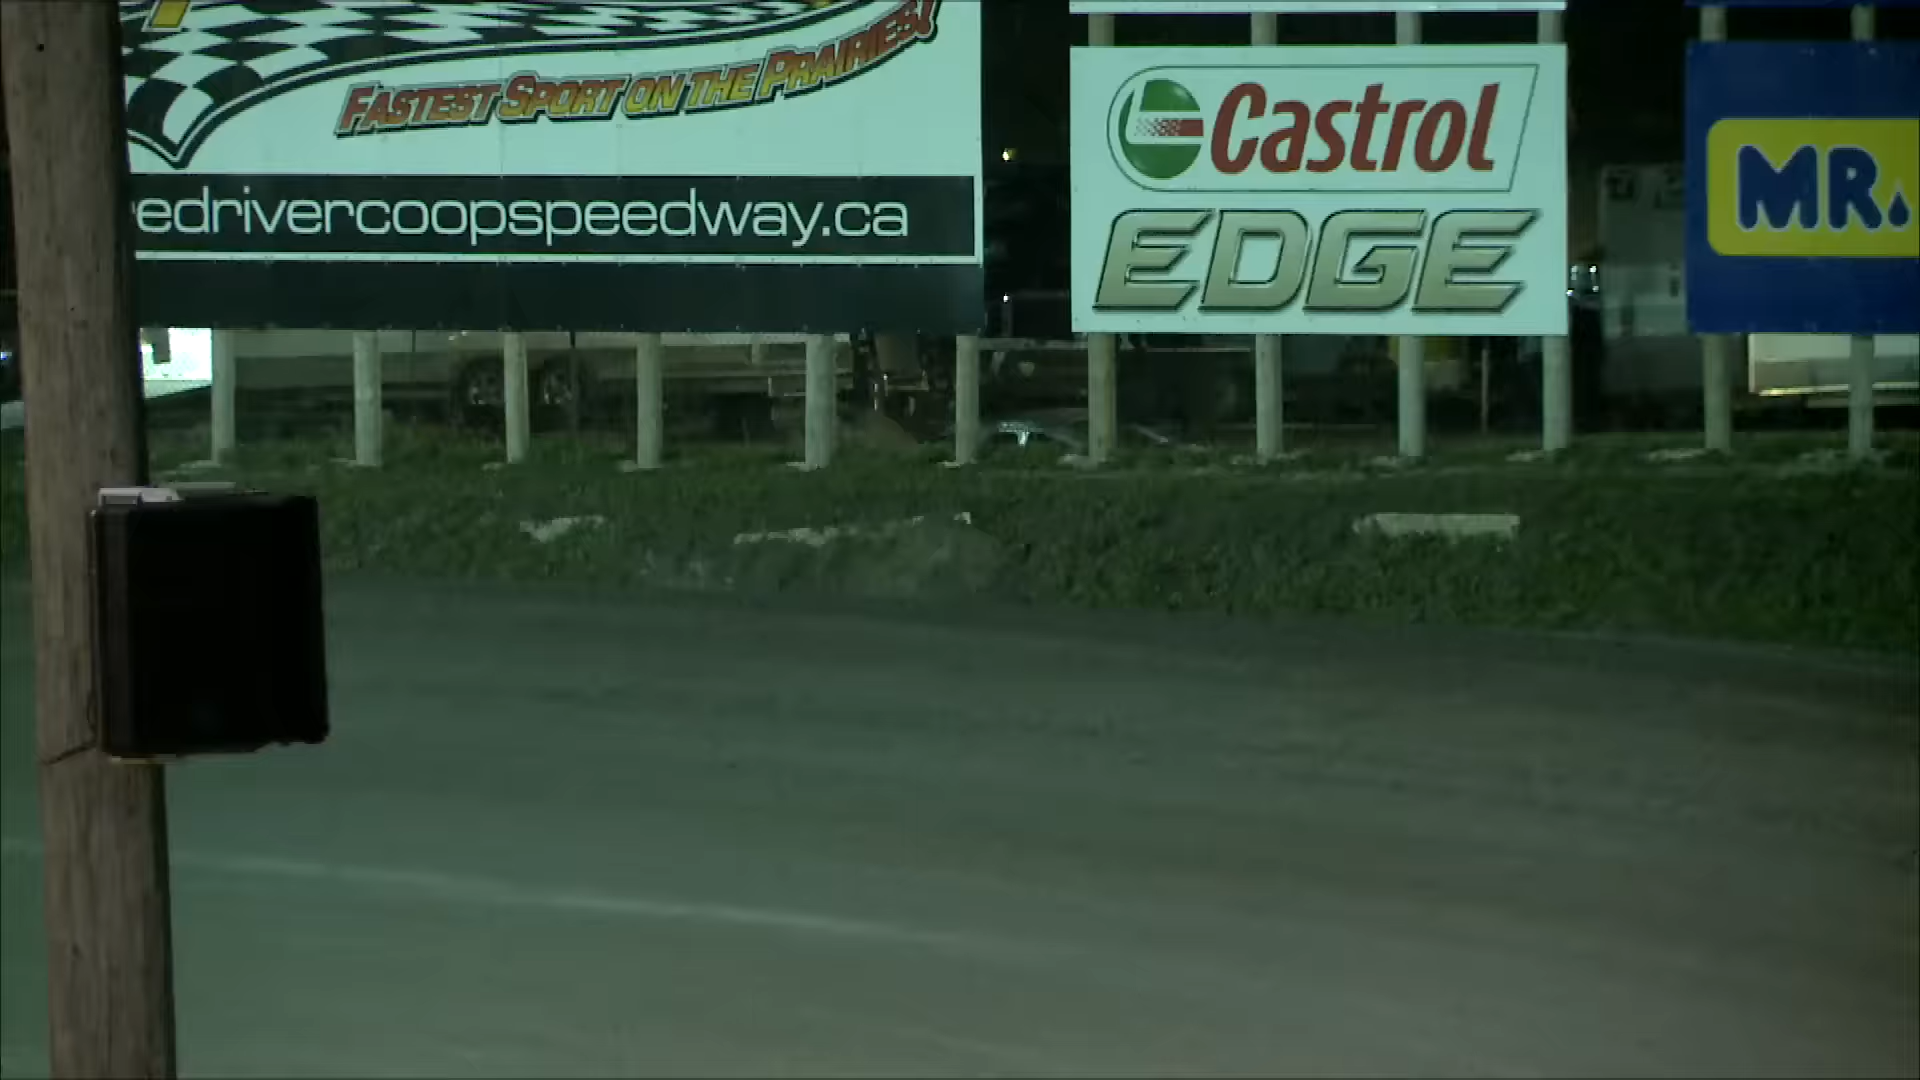 FASTEST SPORT ON THE PRAIRIES!
edrivercoopspeedway.ca
Castrol
EDGE
MR.